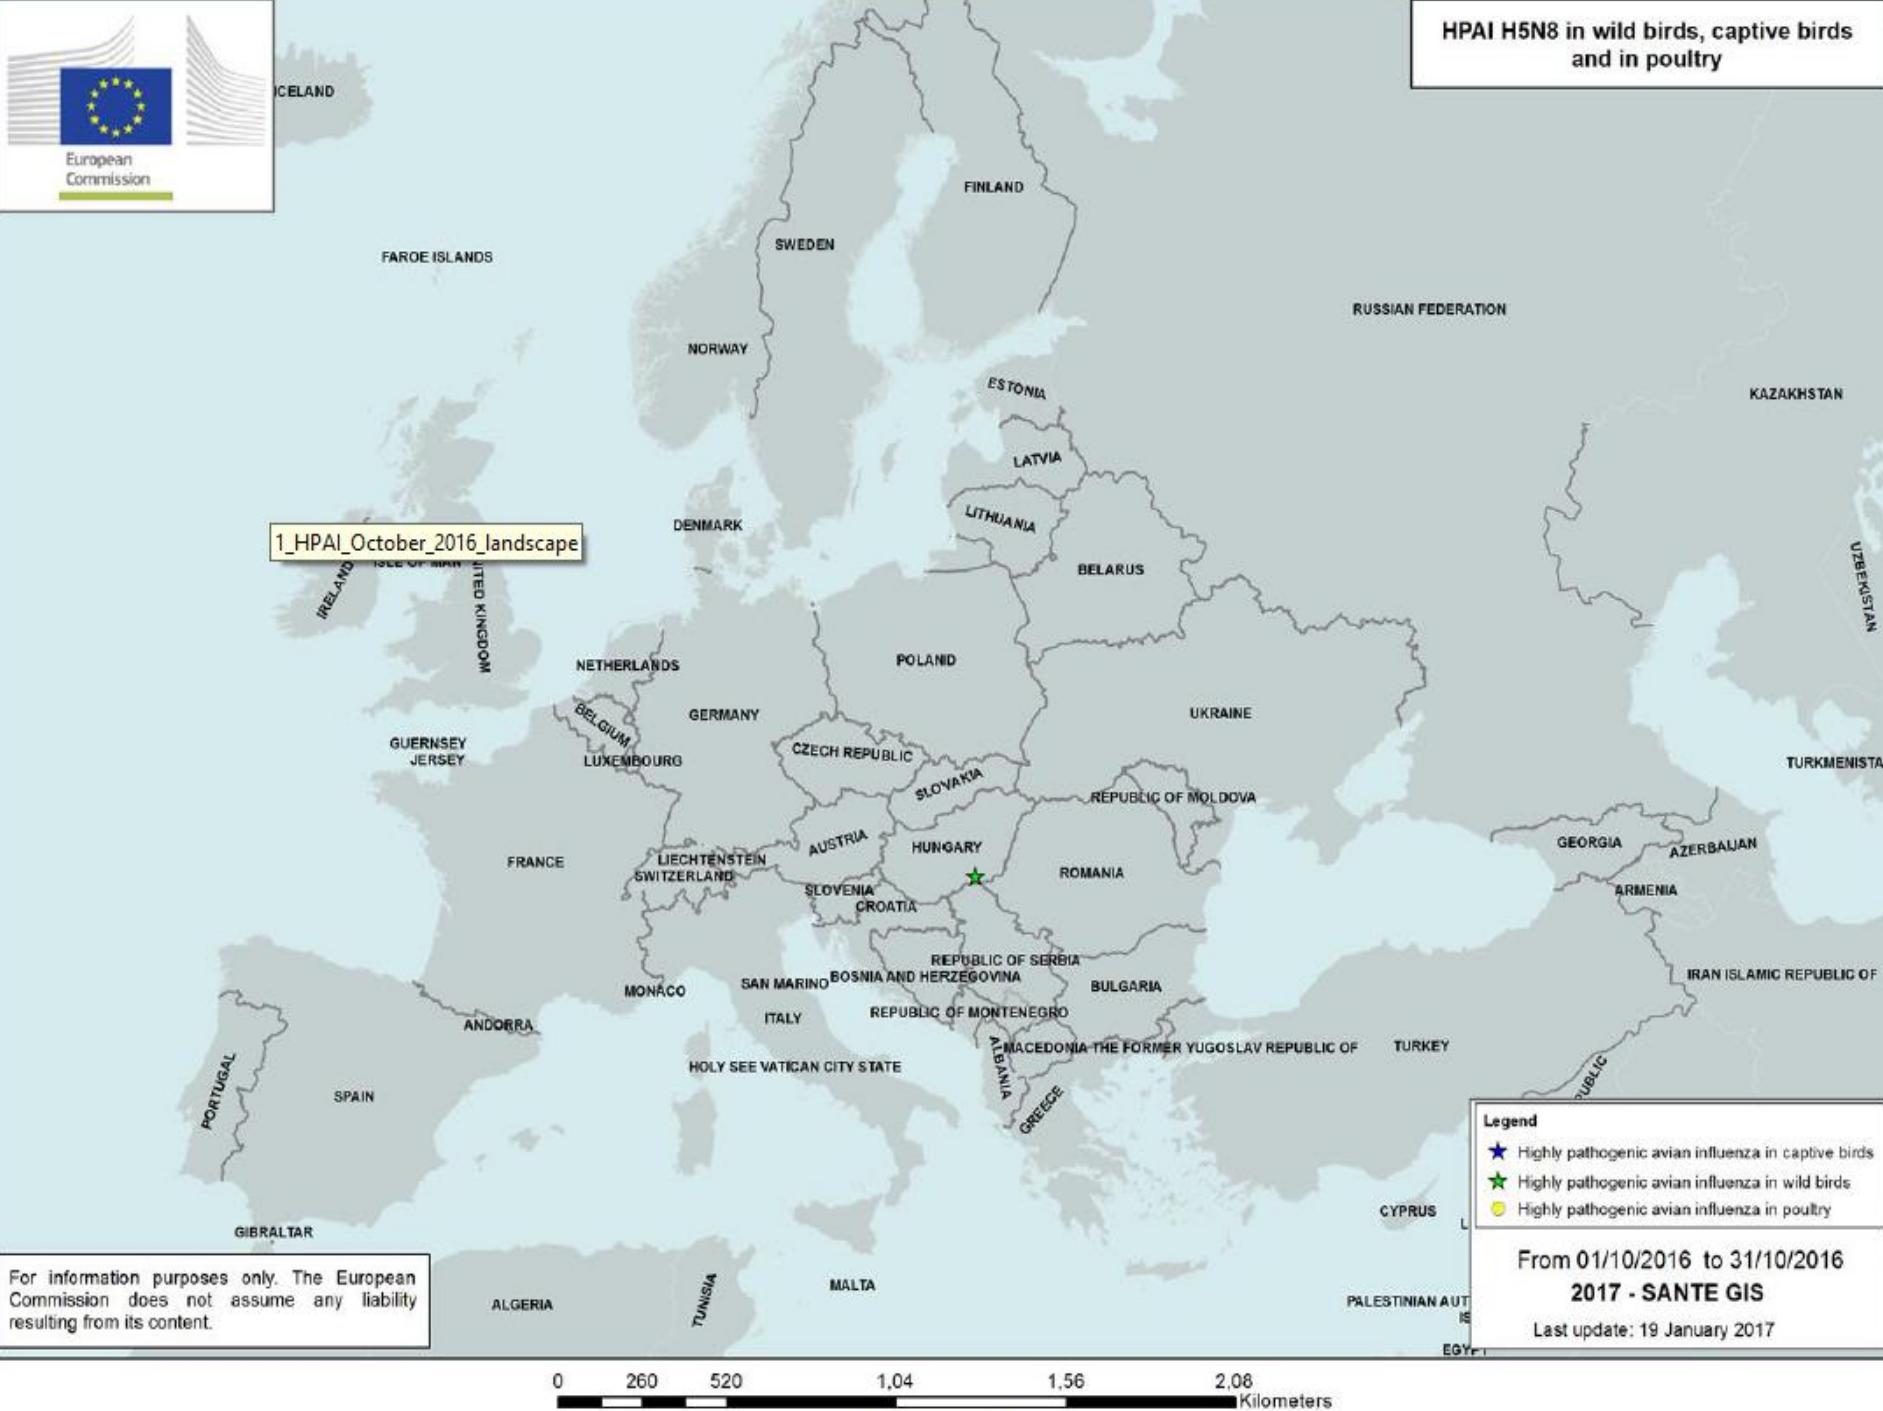 European
Commission
HPAI H5N8 in wild birds, captive birds
and in poultry
ICELAND
FINLAND
SWEDEN
FAROE ISLANDS
RUSSIAN FEDERATION
NORWAY
ESTONIA
KAZAKHSTAN
LATVIA
LITHUANIA
DENMARK
1_HPAI_October_2016_landscape
ISLE OF MAN
IRELAND
UNITED KINGDOM
BELARUS
UZBEKISTAN
NETHERLANDS
POLAND
BELGIUM
GERMANY
UKRAINE
GUERNSEY
JERSEY
LUXEMBOURG
CZECH REPUBLIC
SLOVAKIA
TURKMENISTA
REPUBLIC OF MOLDOVA
FRANCE
LIECHTENSTEIN
SWITZERLAND
AUSTRIA
HUNGARY
ROMANIA
GEORGIA
AZERBAIJAN
ARMENIA
SLOVENIA
CROATIA
REPUBLIC OF SERBIA
BOSNIA AND HERZEGOVINA
SAN MARINO
MONACO
BULGARIA
IRAN ISLAMIC REPUBLIC OF
REPUBLIC OF MONTENEGRO
ITALY
ANDORRA
ALBANIA
MACEDONIA THE FORMER YUGOSLAV REPUBLIC OF
TURKEY
HOLY SEE VATICAN CITY STATE
PORTUGAL
SPAIN
GREECE
PUBLIC
Legend
Highly pathogenic avian influenza in captive birds
Highly pathogenic avian influenza in wild birds
Highly pathogenic avian influenza in poultry
CYPRUS
L
GIBRALTAR
From 01/10/2016 to 31/10/2016
2017 - SANTE GIS
Last update: 19 January 2017
For information purposes only. The European
Commission does not assume any liability
resulting from its content.
ALGERIA
TUNISIA
MALTA
PALESTINIAN AUT
EGYPT
0 260 520 1,04 1,56 2,08
Kilometers